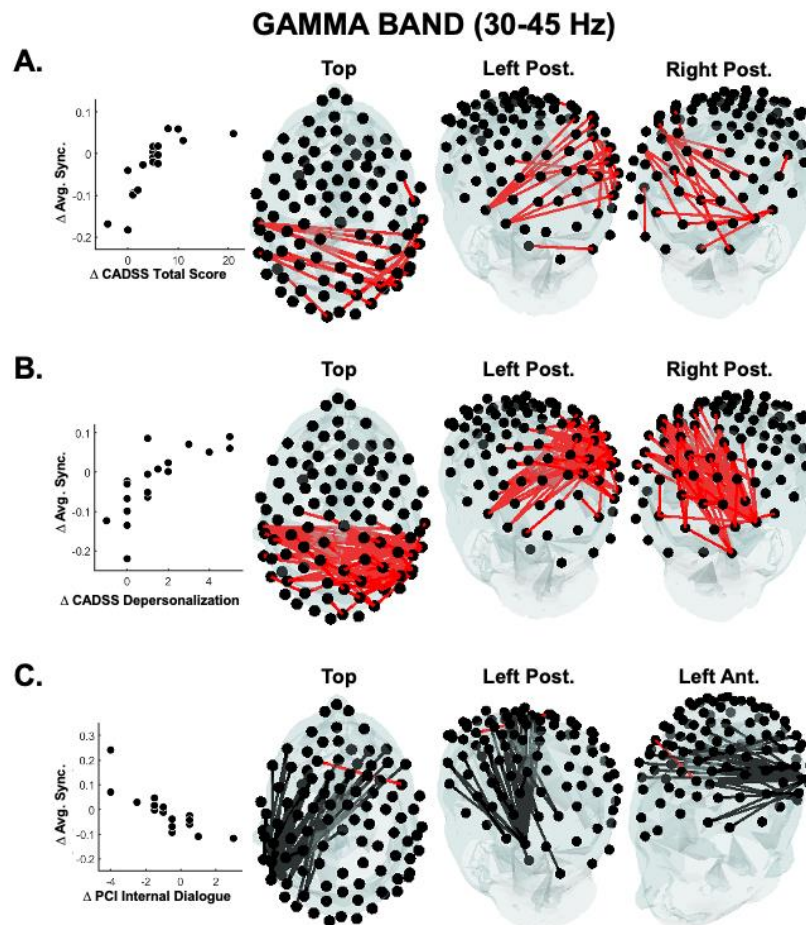 GAMMA BAND (30-45 Hz)
A.
Top
Left Post.
Right Post.
0.1
0
-0.1
-0.2
Δ Avg. Sync.
0
10
20
Δ CADSS Total Score
B.
Top
Left Post.
Right Post.
0.1
0
-0.1
-0.2
Δ Avg. Sync.
0
2
4
Δ CADSS Depersonalization
C.
Top
Left Post.
Left Ant.
0.3
0.2
0.1
0
-0.1
-0.2
Δ Avg. Sync.
-4
-2
0
2
Δ PCI Internal Dialogue